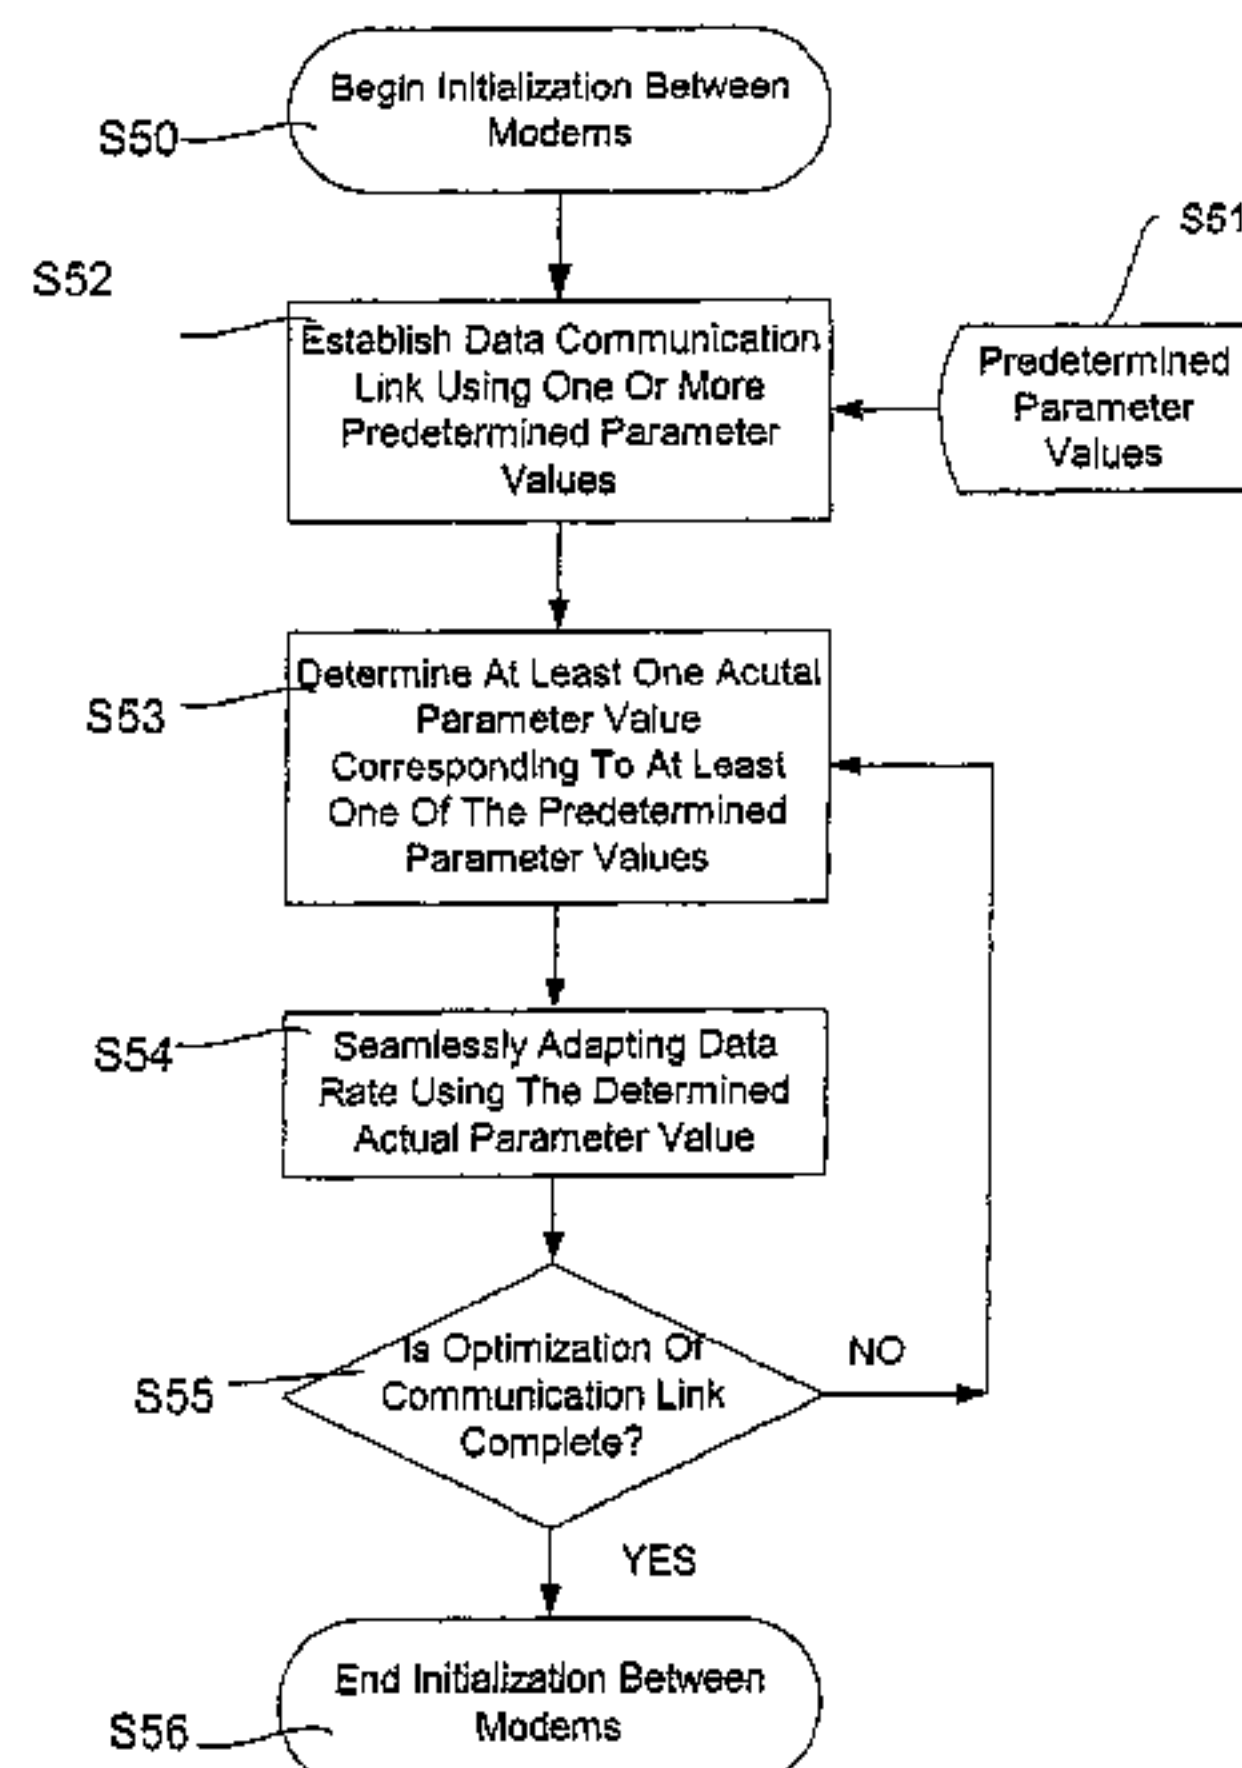 Begin Initialization Between
Modems
S50
S51
S52
Establish Data Communication
Link Using One Or More
Predetermined Parameter
Values
Predetermined
Parameter
Values
Determine At Least One Acutal
Parameter Value
Corresponding To At Least
One Of The Predetermined
Parameter Values
S53
Seamlessly Adapting Data
Rate Using The Determined
Actual Parameter Value
S54
Is Optimization Of
Communication Link
Complete?
S55
NO
YES
End Initialization Between
Modems
S56